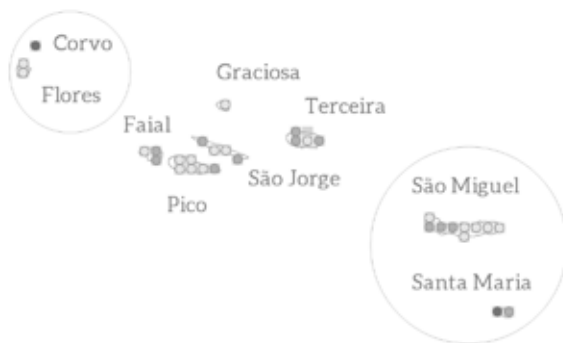 Corvo
Flores
Graciosa
Terceira
Faial
São Jorge
Pico
São Miguel
Santa Maria